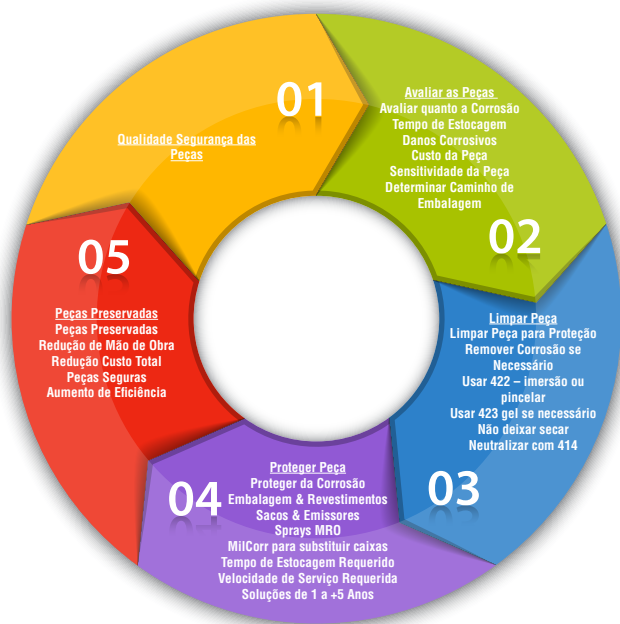 01
Qualidade Segurança das
Peças
Avaliar as Peças
Avaliar quanto a Corrosão
Tempo de Estocagem
Danos Corrosivos
Custo da Peça
Sensitividade da Peça
Determinar Caminho de
Embalagem
02
Limpar Peça
Limpar Peça para Proteção
Remover Corrosão se
Necessário
Usar 422 – imersão ou
pincelar
Usar 423 gel se necessário
Não deixar secar
Neutralizar com 414
03
Proteger Peça
Proteger da Corrosão
Embalagem & Revestimentos
Sacos & Emissores
Sprays MRO
MilCorr para substituir caixas
Tempo de Estocagem Requerido
Velocidade de Serviço Requerida
Soluções de 1 a +5 Anos
04
05
Peças Preservadas
Peças Preservadas
Redução de Mão de Obra
Redução Custo Total
Peças Seguras
Aumento de Eficiência